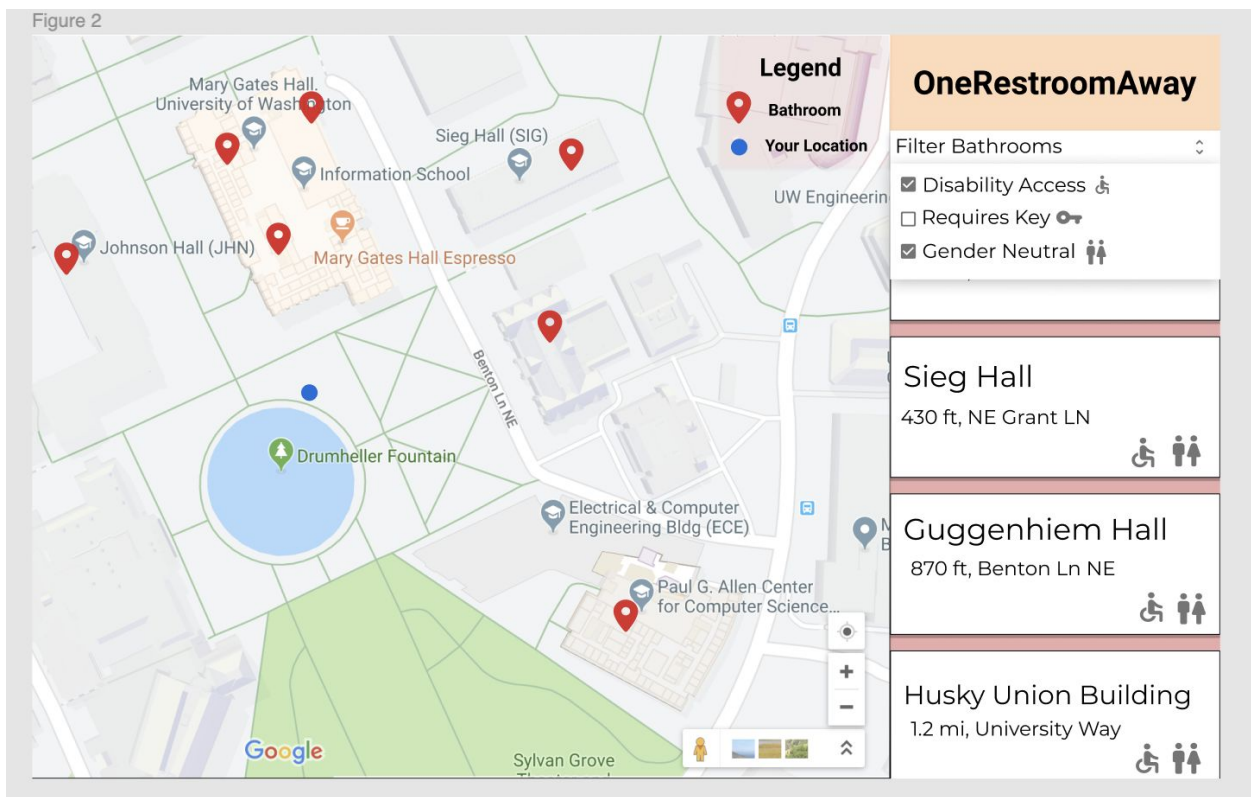 Figure 2
Mary Gates Hall.
University of Washington
Sieg Hall (SIG)
Information School
Johnson Hall (JHN)
Mary Gates Hall Espresso
UW Engineerin
Benton Ln NE
Drumheller Fountain
Electrical & Computer
Engineering Bldg (ECE)
Paul G. Allen Center
for Computer Science...
Google
Sylvan Grove
M
B
Legend
Bathroom
Your Location
OneRestroomAway
Filter Bathrooms
Disability Access
Requires Key
Gender Neutral
Sieg Hall
430 ft, NE Grant LN
Guggenhiem Hall
870 ft, Benton Ln NE
Husky Union Building
1.2 mi, University Way